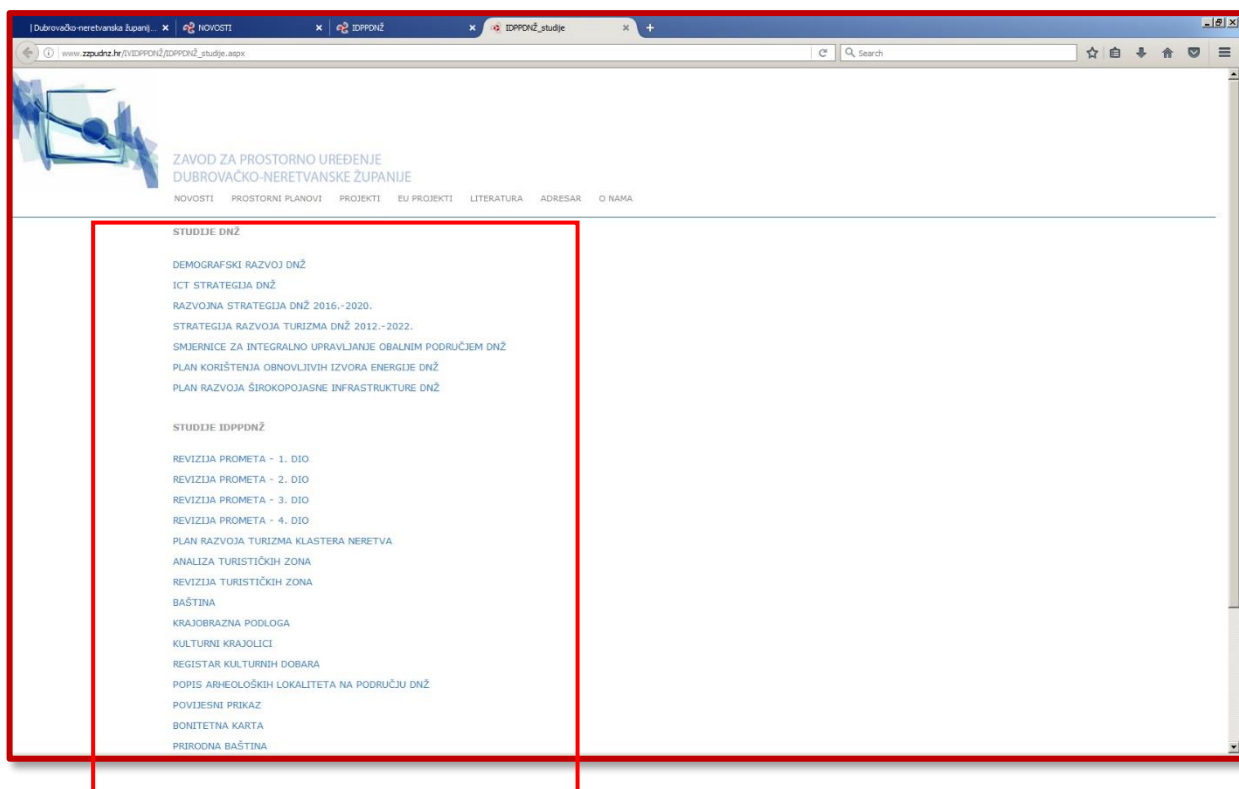 | Dubrovačko-neretvanska županij...
NOVOSTI
IDPPDNŽ
IDPPDNŽ_studije
www.zzpudnz.hr/IVIDPPDNŽ/IDPPDNŽ_studije.aspx
Search
ZAVOD ZA PROSTORNO UREĐENJE
DUBROVAČKO-NERETVANSKE ŽUPANIJE
NOVOSTI PROSTORNI PLANOVI PROJEKTI EU PROJEKTI LITERATURA ADRESAR O NAMA
STUDIJE DNŽ
DEMOGRAFSKI RAZVOJ DNŽ
ICT STRATEGIJA DNŽ
RAZVOJNA STRATEGIJA DNŽ 2016.-2020.
STRATEGIJA RAZVOJA TURIZMA DNŽ 2012.-2022.
SMJERNICE ZA INTEGRALNO UPRAVLJANJE OBALNIM PODRUČJEM DNŽ
PLAN KORIŠTENJA OBNOVLJIVIH IZVORA ENERGIJE DNŽ
PLAN RAZVOJA ŠIROKOPOJASNE INFRASTRUKTURE DNŽ
STUDIJE IDPPDNŽ
REVIZIJA PROMETA - 1. DIO
REVIZIJA PROMETA - 2. DIO
REVIZIJA PROMETA - 3. DIO
REVIZIJA PROMETA - 4. DIO
PLAN RAZVOJA TURIZMA KLASTERA NERETVA
ANALIZA TURISTIČKIH ZONA
REVIZIJA TURISTIČKIH ZONA
BAŠTINA
KRAJOBRAZNA PODLOGA
KULTURNI KRAJOLICI
REGISTAR KULTURNIH DOBARA
POPIS ARHEOLOŠKIH LOKALITETA NA PODRUČJU DNŽ
POVIJESNI PRIKAZ
BONITETNA KARTA
PRIRODNA BAŠTINA